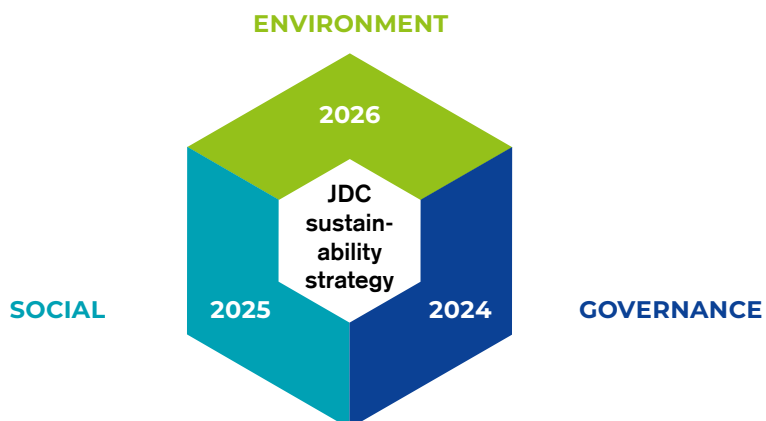 ENVIRONMENT
2026
JDC
sustain-
ability
strategy
SOCIAL
2025
2024
GOVERNANCE